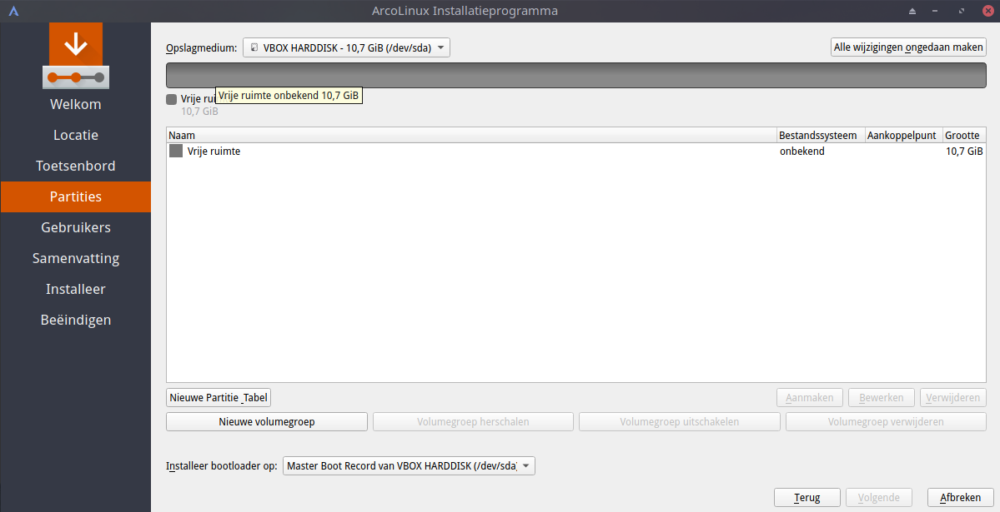 ArcoLinux Installatieprogramma
Welkom
Locatie
Toetsenbord
Partities
Gebruikers
Samenvatting
Installeer
Beëindigen
Opslagmedium: VBOX HARDDISK - 10,7 GiB (/dev/sda) Alle wijzigingen ongedaan maken
Vrije rui
Vrije ruimte onbekend 10,7 GiB
10,7 GiB
Naam Bestandssysteem Aankoppelpunt Grootte
Vrije ruimte onbekend 10,7 GiB
Nieuwe Partitie _Tabel Aanmaken Bewerken Verwijderen
Nieuwe volumegroep Volumegroep herschalen Volumegroep uitschakelen Volumegroep verwijderen
Installeer bootloader op: Master Boot Record van VBOX HARDDISK (/dev/sda)
Terug Volgende Afbreken